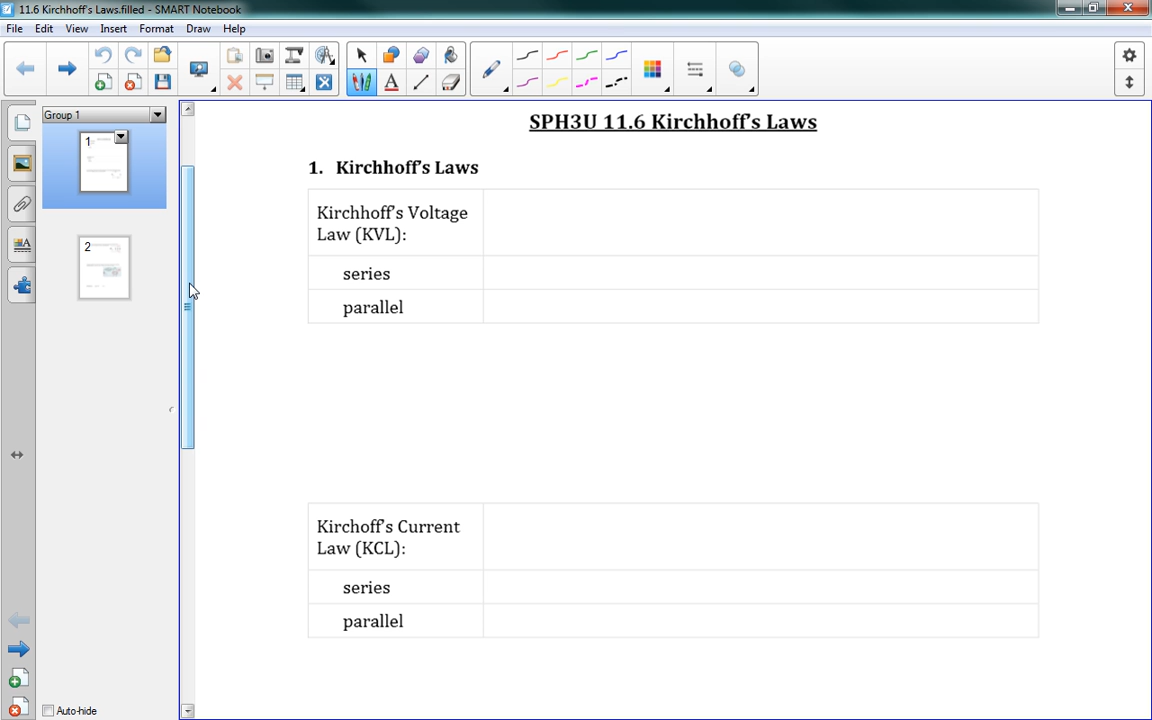 11.6 Kirchhoff's Laws.filled - SMART Notebook
File Edit View Insert Format Draw Help
Group 1
1
2
Auto-hide
SPH3U 11.6 Kirchhoff's Laws
1. Kirchhoff's Laws
Kirchhoff's Voltage
Law (KVL):
series
parallel
Kirchoff's Current
Law (KCL):
series
parallel